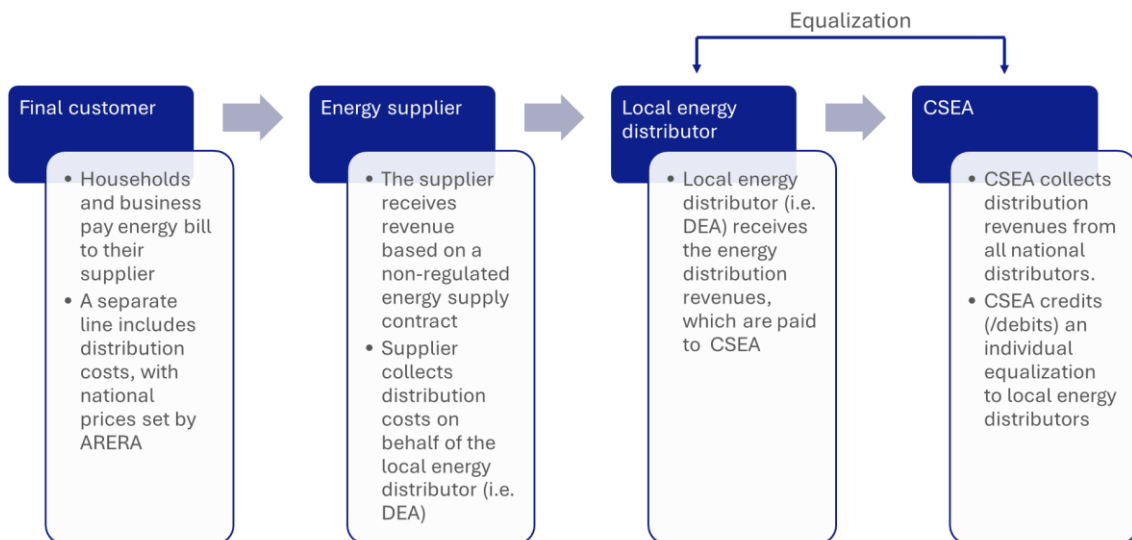 Equalization
Final customer
• Households
and business
pay energy bill
to their
supplier
• A separate
line includes
distribution
costs, with
national
prices set by
ARERA
Energy supplier
• The supplier
receives
revenue
based on a
non-regulated
energy supply
contract
• Supplier
collects
distribution
costs on
behalf of the
local energy
distributor (i.e.
DEA)
Local energy
distributor
• Local energy
distributor (i.e.
DEA) receives
the energy
distribution
revenues,
which are paid
to CSEA
CSEA
• CSEA collects
distribution
revenues from
all national
distributors.
• CSEA credits
(/debits) an
individual
equalization
to local energy
distributors